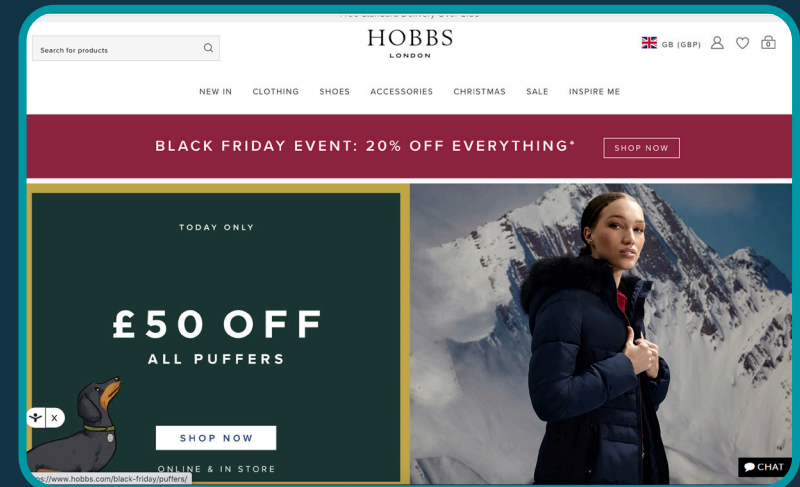 Search for products
HOBBS
LONDON
GB (GBP)
0
NEW IN CLOTHING SHOES ACCESSORIES CHRISTMAS SALE INSPIRE ME
BLACK FRIDAY EVENT: 20% OFF EVERYTHING*
SHOP NOW
TODAY ONLY
£50 OFF
ALL PUFFERS
X
SHOP NOW
ONLINE & IN STORE
ps://www.hobbs.com/black-friday/puffers/
CHAT